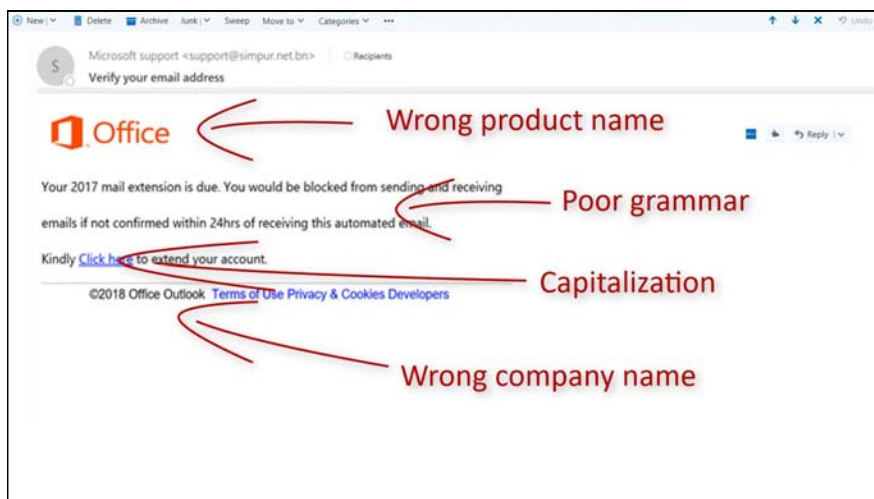 New | Delete Archive Junk | Sweep Move to Categories ... Undo
S Microsoft support <support@simpur.net.bn> Recipients
Verify your email address
Office Wrong product name
Reply |
Your 2017 mail extension is due. You would be blocked from sending and receiving
Poor grammar
emails if not confirmed within 24hrs of receiving this automated email.
Kindly Click here to extend your account.
Capitalization
©2018 Office Outlook Terms of Use Privacy & Cookies Developers
Wrong company name